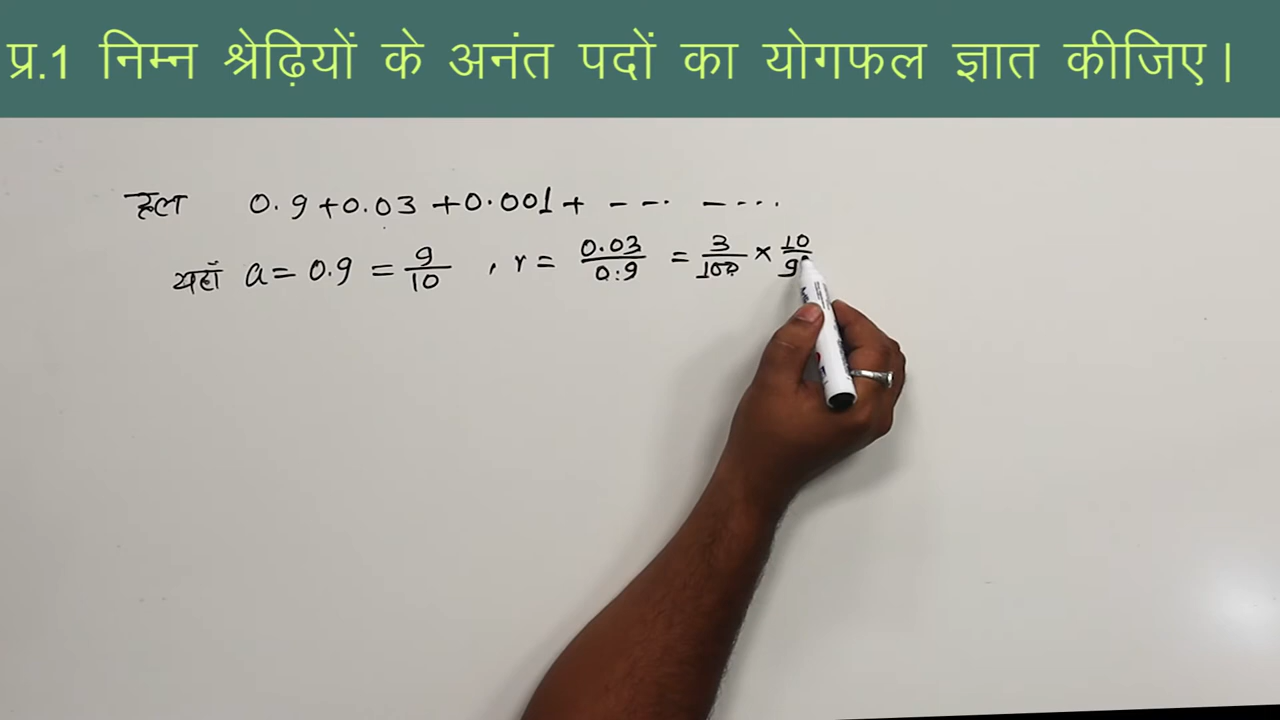 प्र.1 निम्न श्रेढ़ियों के अनंत पदों का योगफल ज्ञात कीजिए।
हल 0.9+0.03+0.001+ --- ----
यहाँ a = 0.9 = 9/10 , r = 0.03/0.9 = 3/100 × 10/9